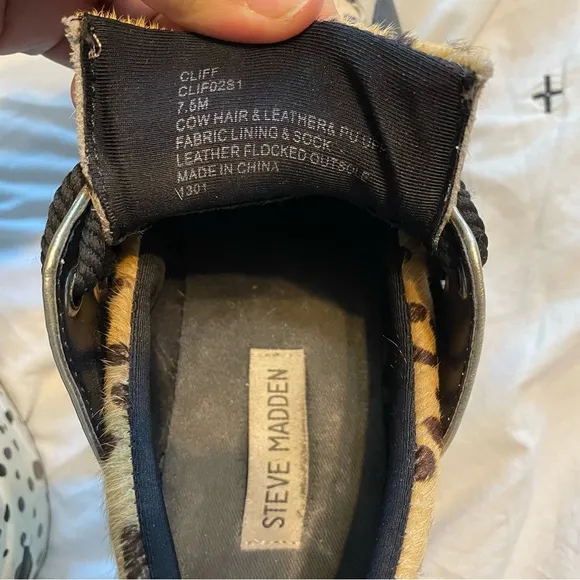 CLIFF
CLIF02S1
7.5M
COW HAIR & LEATHER& PU
FABRIC LINING & SOCK
LEATHER FLOCKED OUTSOLE
MADE IN CHINA
V301
STEVE MADDEN